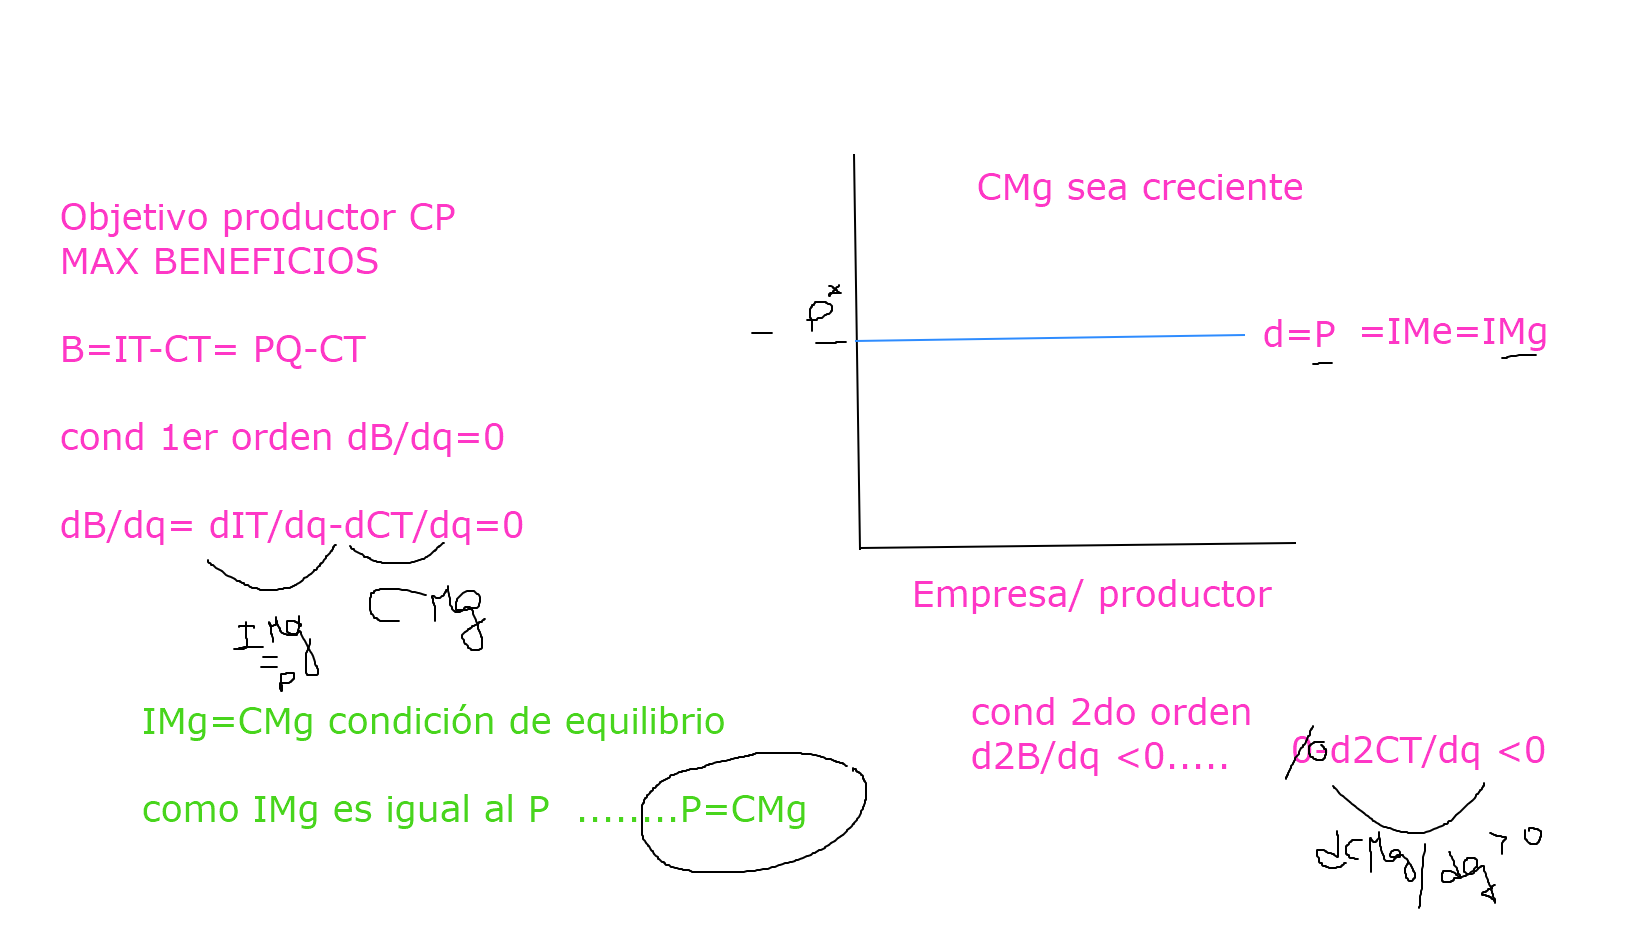 Objetivo productor CP
MAX BENEFICIOS
B=IT-CT= PQ-CT
cond 1er orden dB/dq=0
dB/dq= dIT/dq-dCT/dq=0
IMg
=
P
CMg
IMg=CMg condición de equilibrio
como IMg es igual al P ........P=CMg
CMg sea creciente
P*
d=P =IMe=IMg
Empresa/ productor
cond 2do orden
d2B/dq <0.....
0-d2CT/dq <0
dCMg/dq > 0